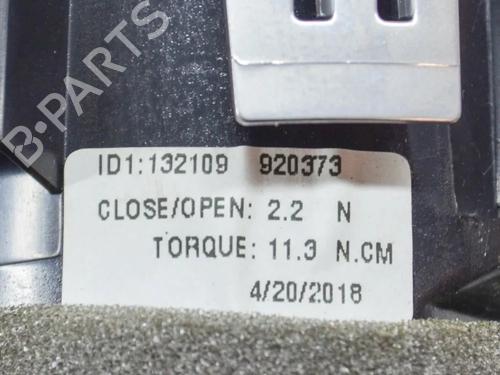 B-PARTS
ID1:132109 920373
CLOSE/OPEN: 2.2 N
TORQUE: 11.3 N.CM
4/20/2018